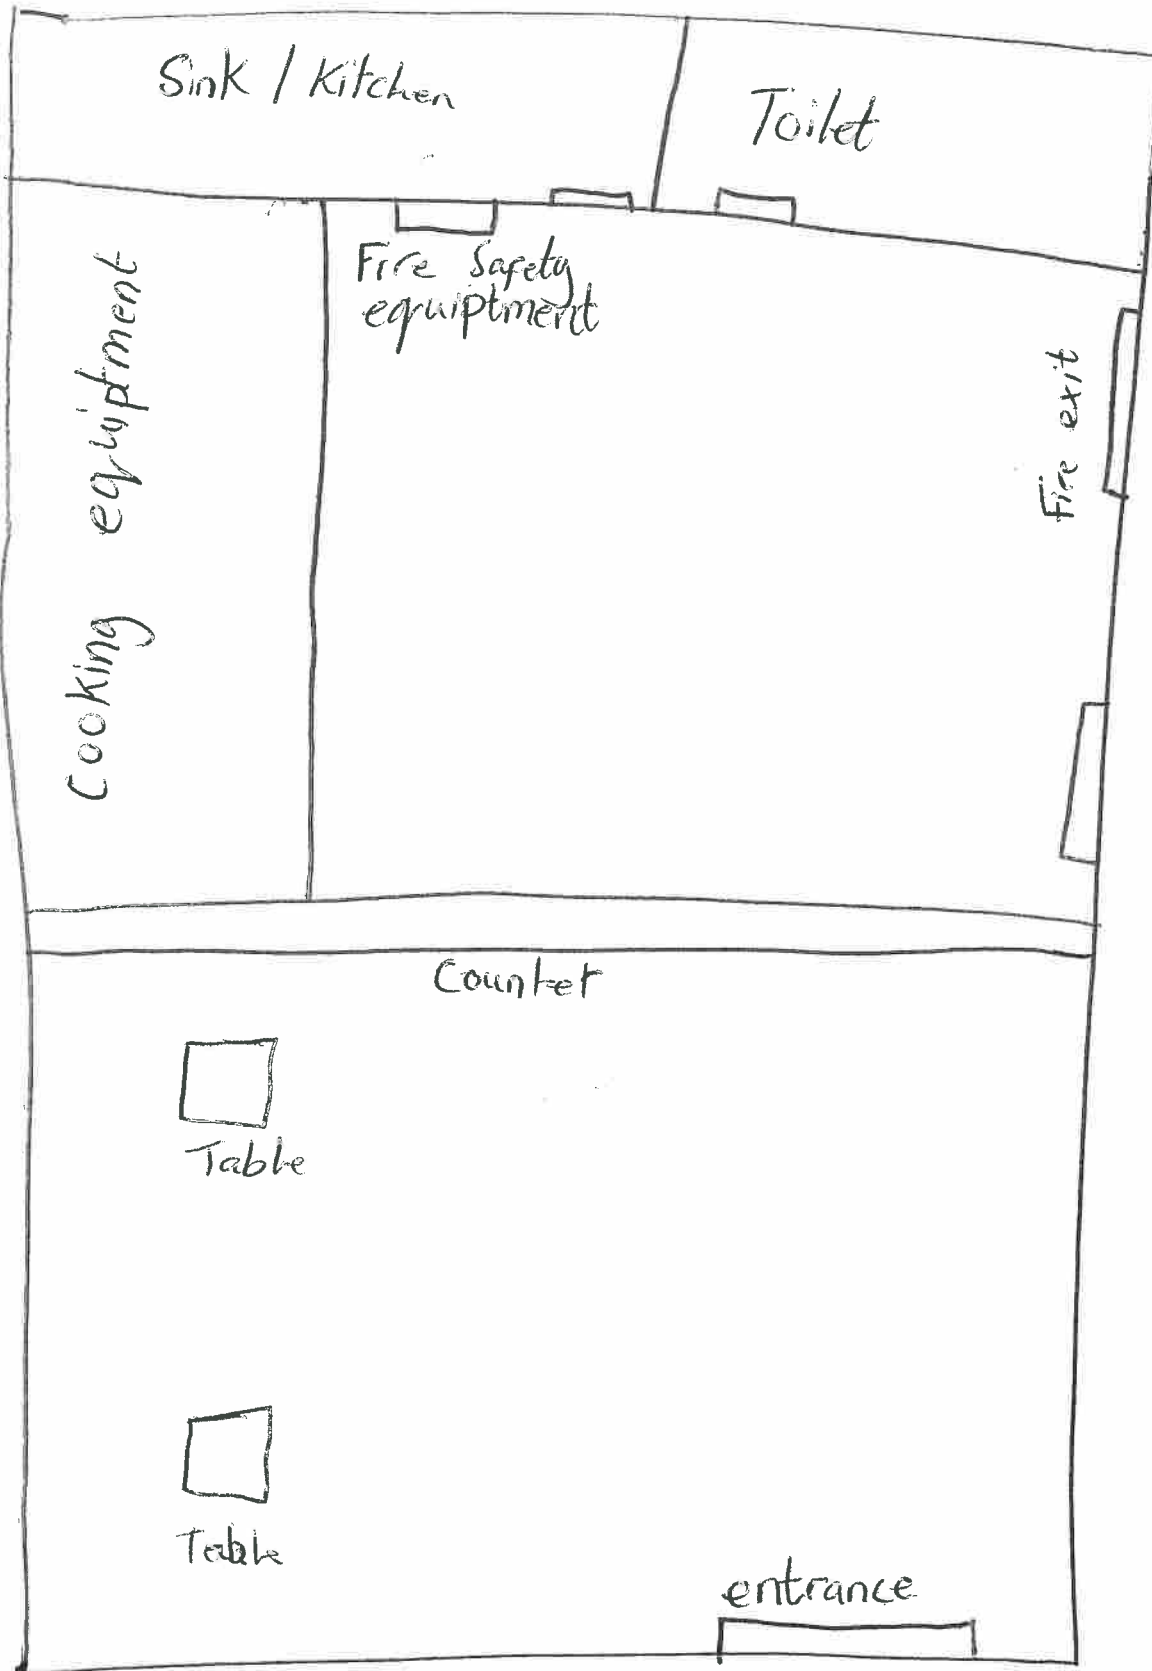 Sink / Kitchen
Toilet
Fire Safety
equiptment
Fire exit
Cooking equiptment
Counter
Table
Table
entrance